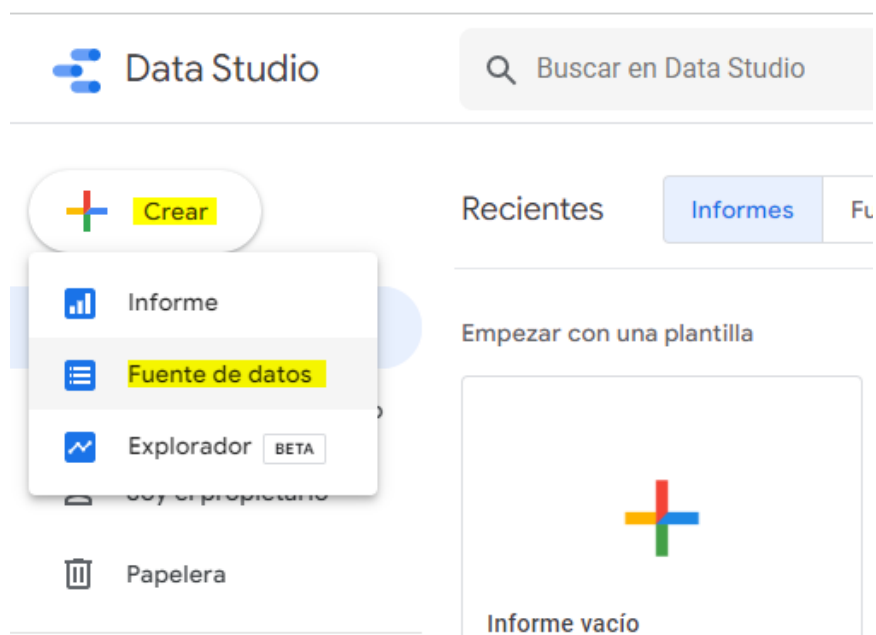 Data Studio
Buscar en Data Studio
Crear
Recientes
Informes
Informe
Empezar con una plantilla
Fuente de datos
Explorador BETA
Papelera
Informe vacío